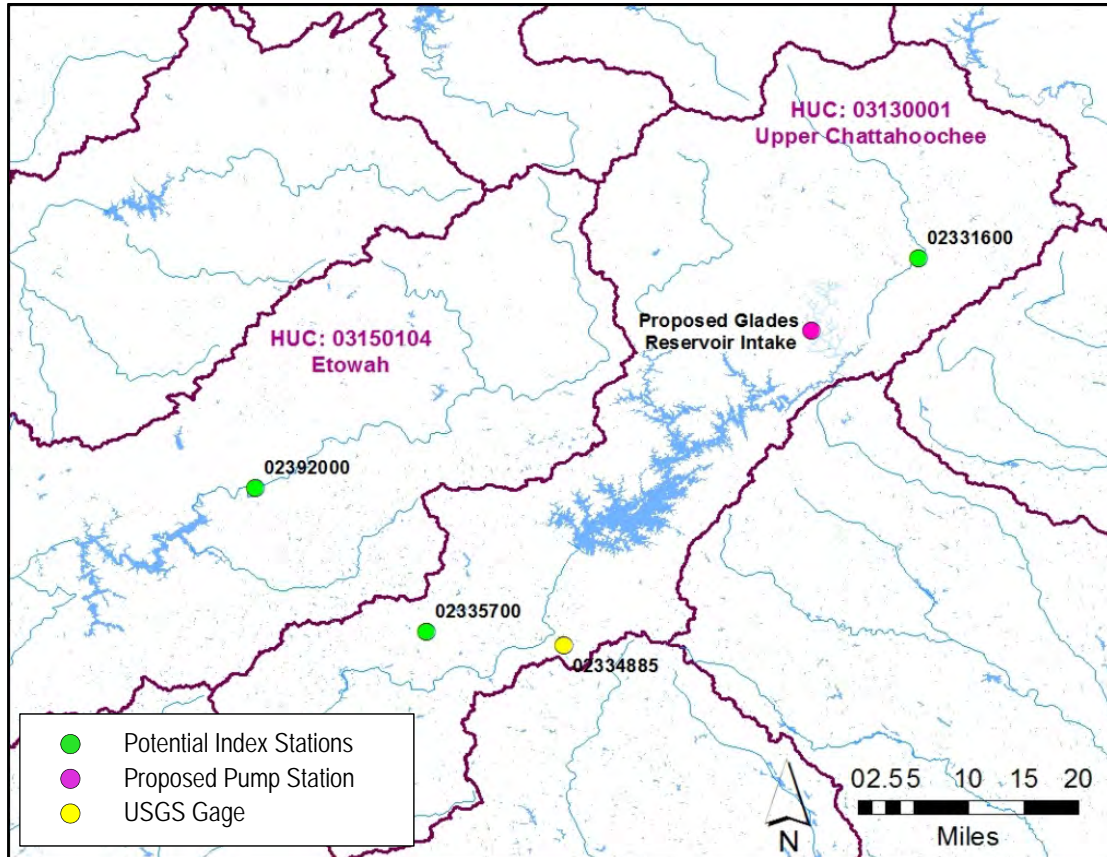 HUC: 03130001
Upper Chattahoochee
02331600
Proposed Glades
Reservoir Intake
HUC: 03150104
Etowah
02392000
02335700
02334885
Potential Index Stations
Proposed Pump Station
USGS Gage
02.55 10 15 20
Miles
N